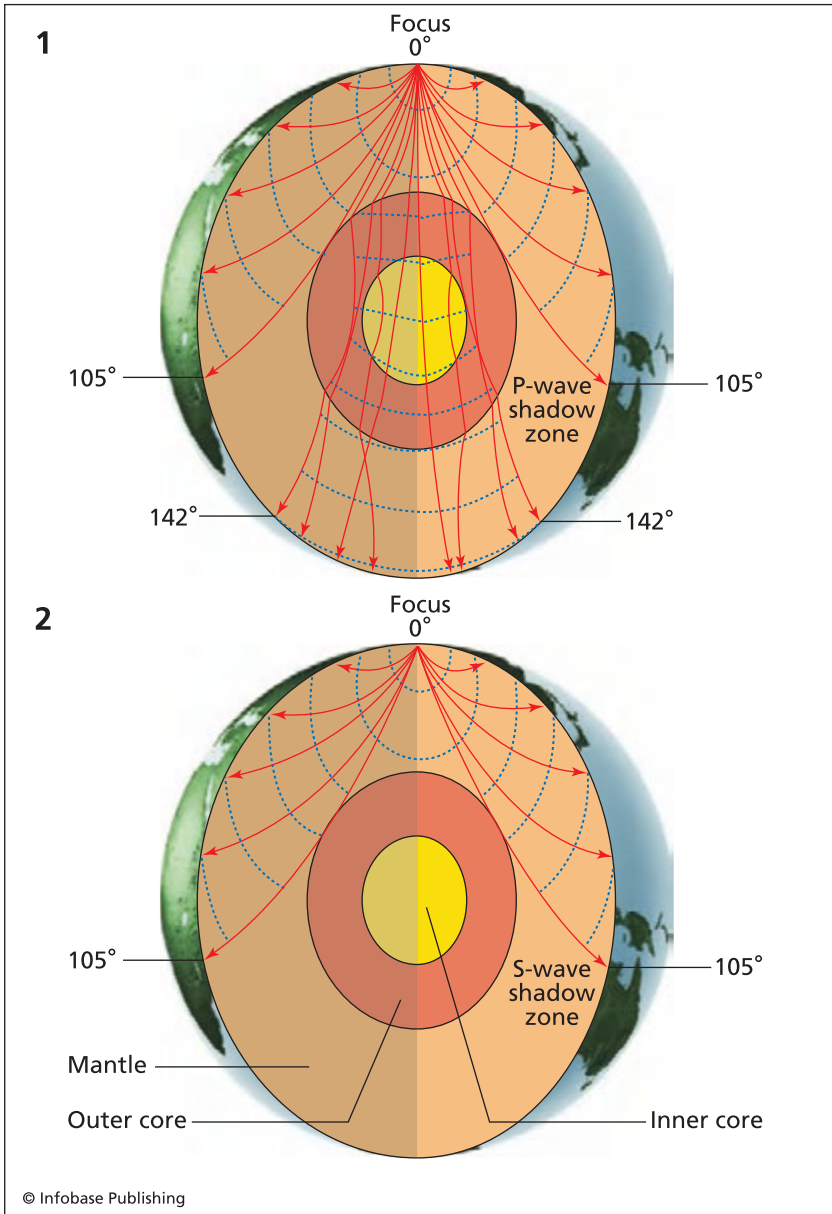 1
Focus
0°
105°
P-wave
shadow
zone
105°
142°
142°
2
Focus
0°
105°
S-wave
shadow
zone
105°
Mantle
Outer core
Inner core
© Infobase Publishing